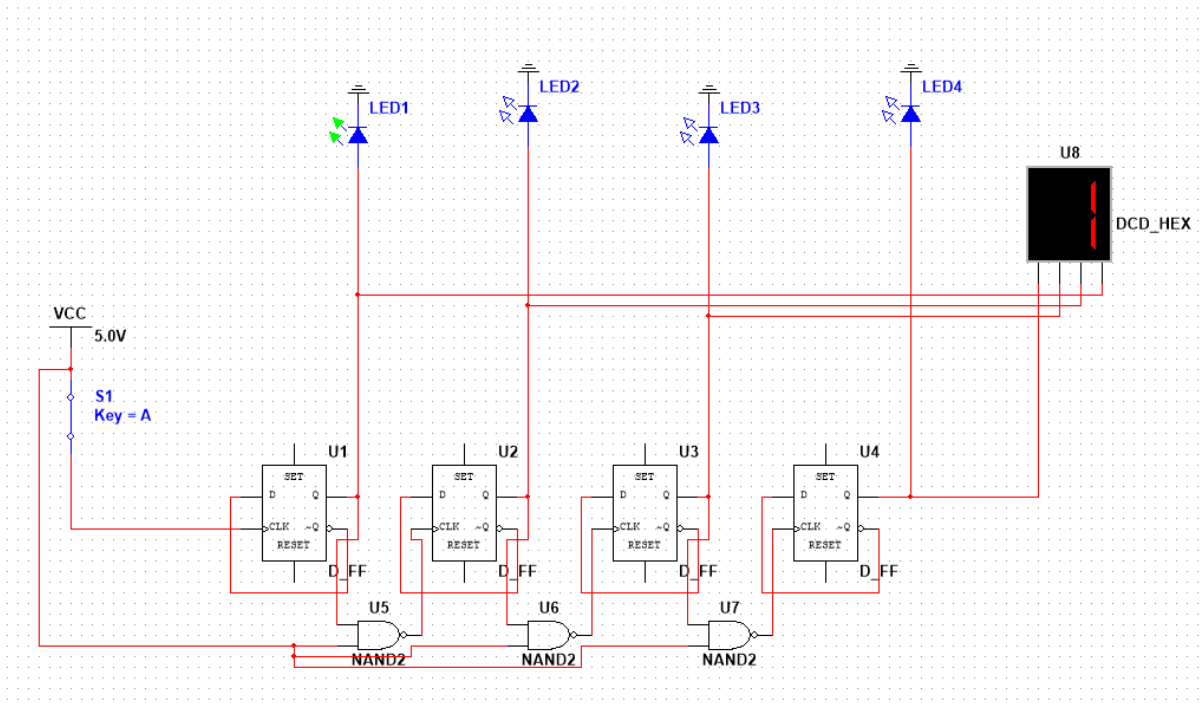 LED1
LED2
LED3
LED4
U8
DCD_HEX
VCC
5.0V
S1
Key = A
U1
SET
D Q
CLK ~Q
RESET
D_FF
U2
SET
D Q
CLK ~Q
RESET
D_FF
U3
SET
D Q
CLK ~Q
RESET
D_FF
U4
SET
D Q
CLK ~Q
RESET
D_FF
U5
NAND2
U6
NAND2
U7
NAND2